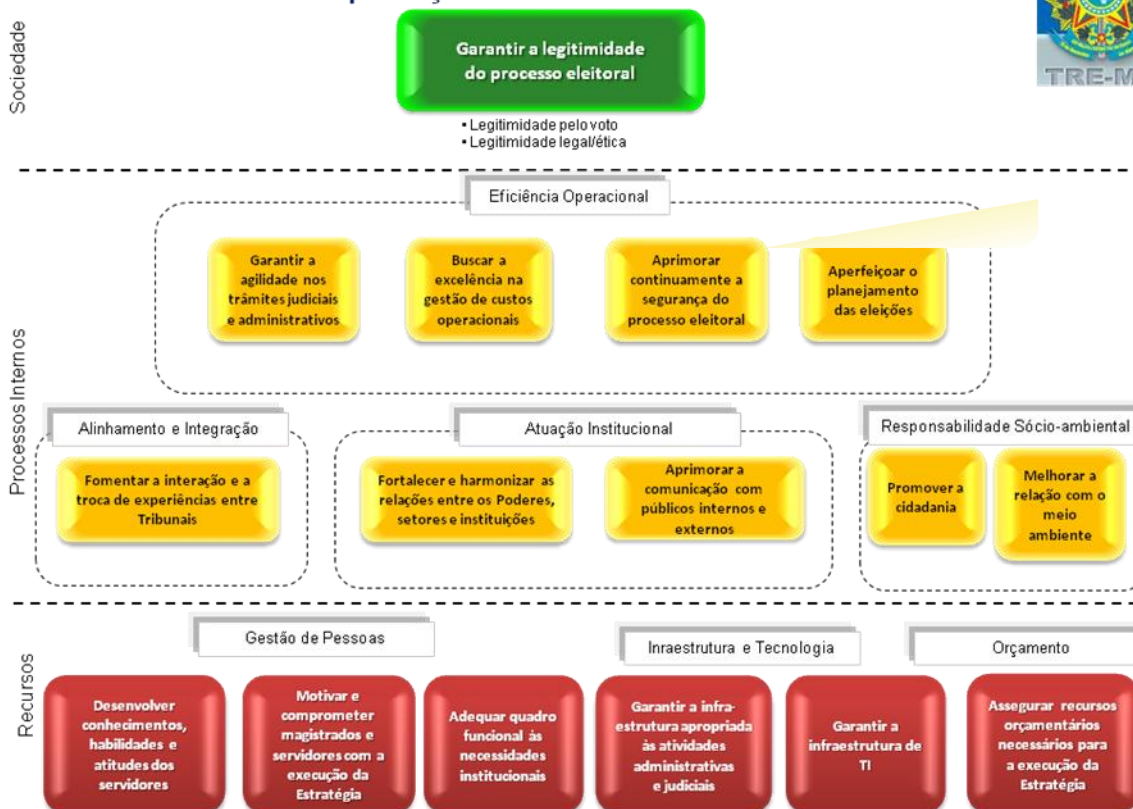 Sociedade
Garantir a legitimidade
do processo eleitoral
• Legitimidade pelo voto
• Legitimidade legal/ética
Processos Internos
Eficiência Operacional
Garantir a
agilidade nos
trâmites judiciais
e administrativos
Buscar a
excelência na
gestão de custos
operacionais
Aprimorar
continuamente a
segurança do
processo eleitoral
Aperfeiçoar o
planejamento
das eleições
Alinhamento e Integração
Fomentar a interação e a
troca de experiências entre
Tribunais
Atuação Institucional
Fortalecer e harmonizar as
relações entre os Poderes,
setores e instituições
Aprimorar a
comunicação com
públicos internos e
externos
Responsabilidade Sócio-ambiental
Promover a
cidadania
Melhorar a
relação com o
meio
ambiente
Recursos
Gestão de Pessoas
Desenvolver
conhecimentos,
habilidades e
atitudes dos
servidores
Motivar e
comprometer
magistrados e
servidores com a
execução da
Estratégia
Adequar quadro
funcional às
necessidades
institucionais
Inraestrutura e Tecnologia
Garantir a infra-
estrutura apropriada
às atividades
administrativas
e judiciais
Garantir a
infraestrutura de
TI
Orçamento
Assegurar recursos
orçamentários
necessários para
a execução da
Estratégia